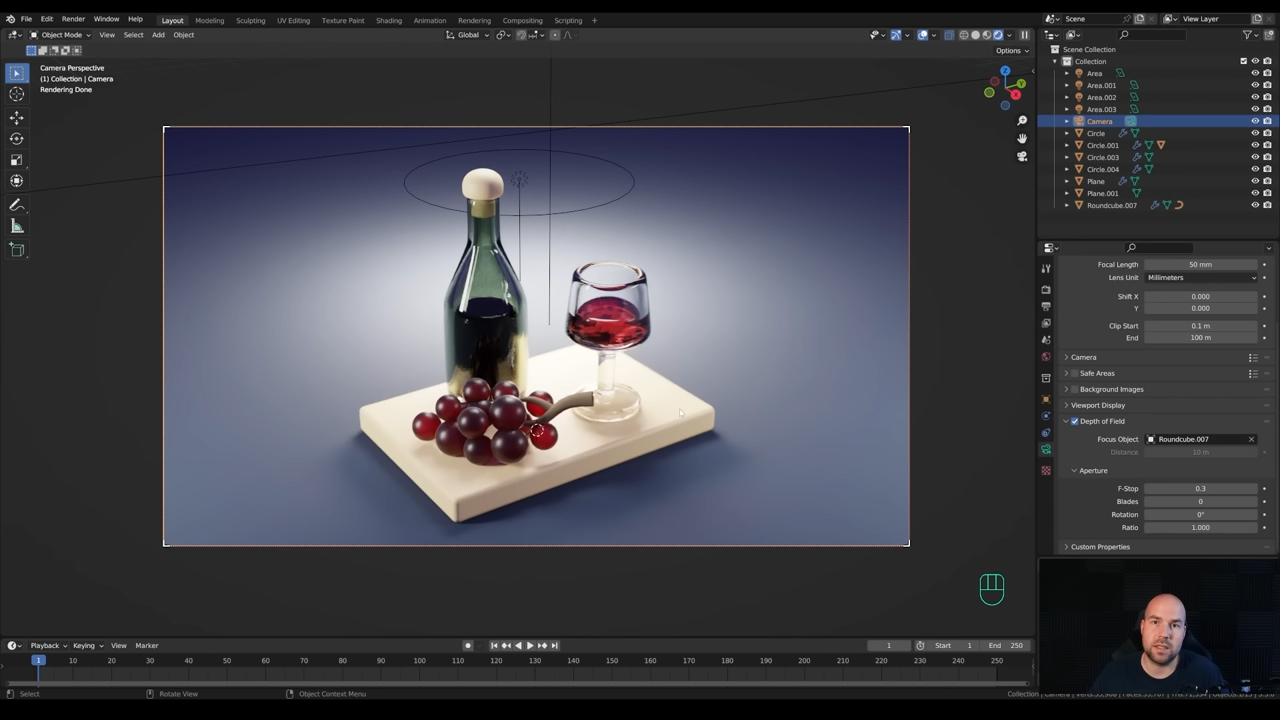 File Edit Render Window Help Layout Modeling Sculpting UV Editing Texture Paint Shading Animation Rendering Compositing Scripting + Scene View Layer
Object Mode View Select Add Object Global
Options
Camera Perspective
(1) Collection | Camera
Rendering Done
Z
Y
X
Scene Collection
Collection
Area
Area.001
Area.002
Area.003
Camera
Circle
Circle.001
Circle.003
Circle.004
Plane
Plane.001
Roundcube.007
Focal Length 50 mm
Lens Unit Millimeters
Shift X 0.000
Y 0.000
Clip Start 0.1 m
End 100 m
Camera
Safe Areas
Background Images
Viewport Display
Depth of Field
Focus Object Roundcube.007
Distance 10 m
Aperture
F-Stop 0.3
Blades 0
Rotation 0°
Ratio 1.000
Custom Properties
Playback Keying View Marker 1 Start 1 End 250
1 10 20 30 40 50 60 70 80 90 100 110 120 130 140 150 160 170 180 190 200 210 220 230 240 250
Select Rotate View Object Context Menu